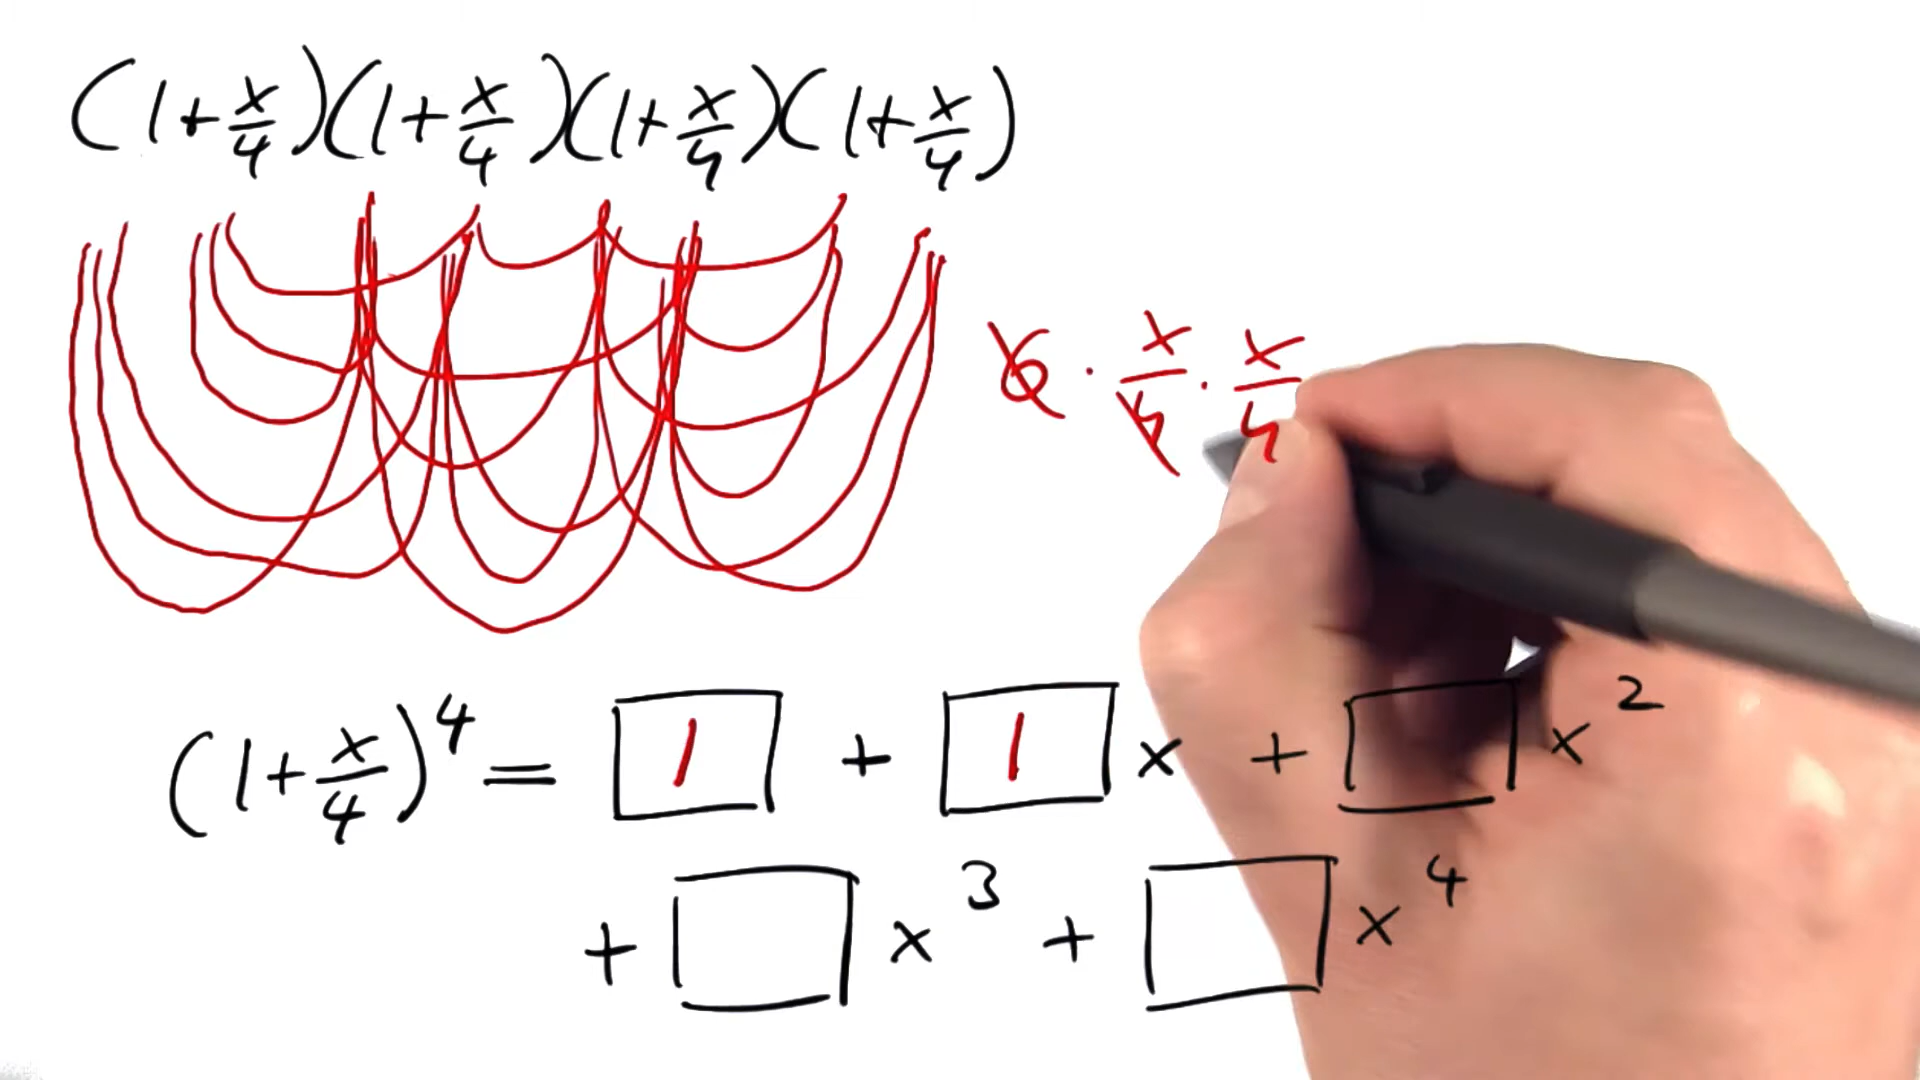 (1+x/4)(1+x/4)(1+x/4)(1+x/4)
6 · x/4 · x/4
(1+x/4)^4 = 1 + 1 x + x^2
+ x^3 + x^4